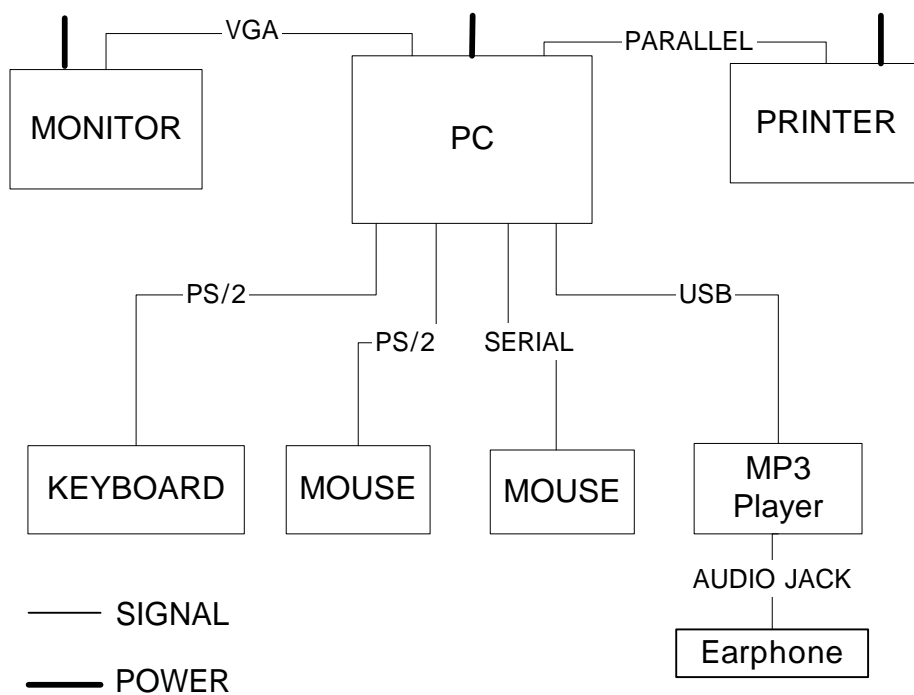 VGA
PARALLEL
MONITOR
PC
PRINTER
PS/2
USB
PS/2
SERIAL
KEYBOARD
MOUSE
MOUSE
MP3
Player
AUDIO JACK
SIGNAL
Earphone
POWER